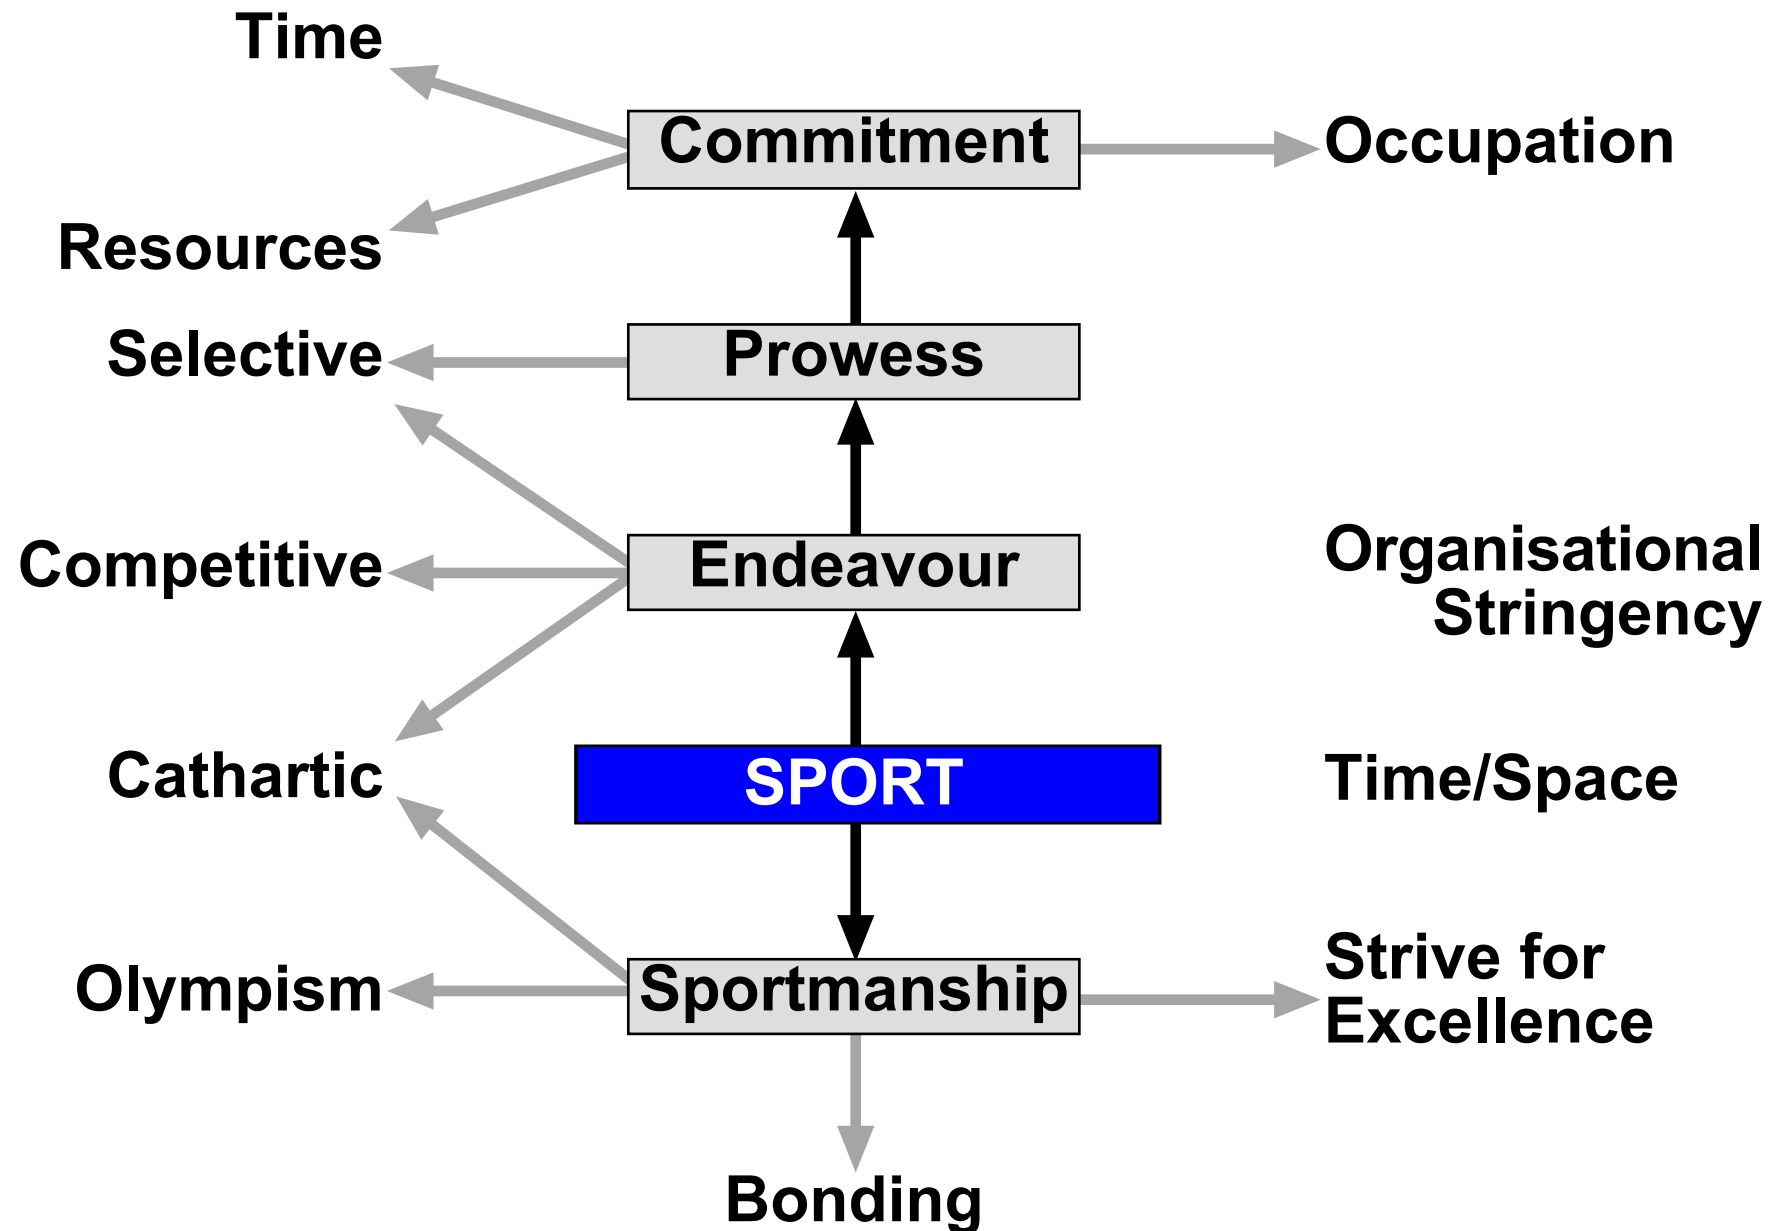 Time
Commitment
Occupation
Resources
Selective
Prowess
Competitive
Endeavour
Organisational
Stringency
Cathartic
SPORT
Time/Space
Olympism
Sportmanship
Strive for
Excellence
Bonding